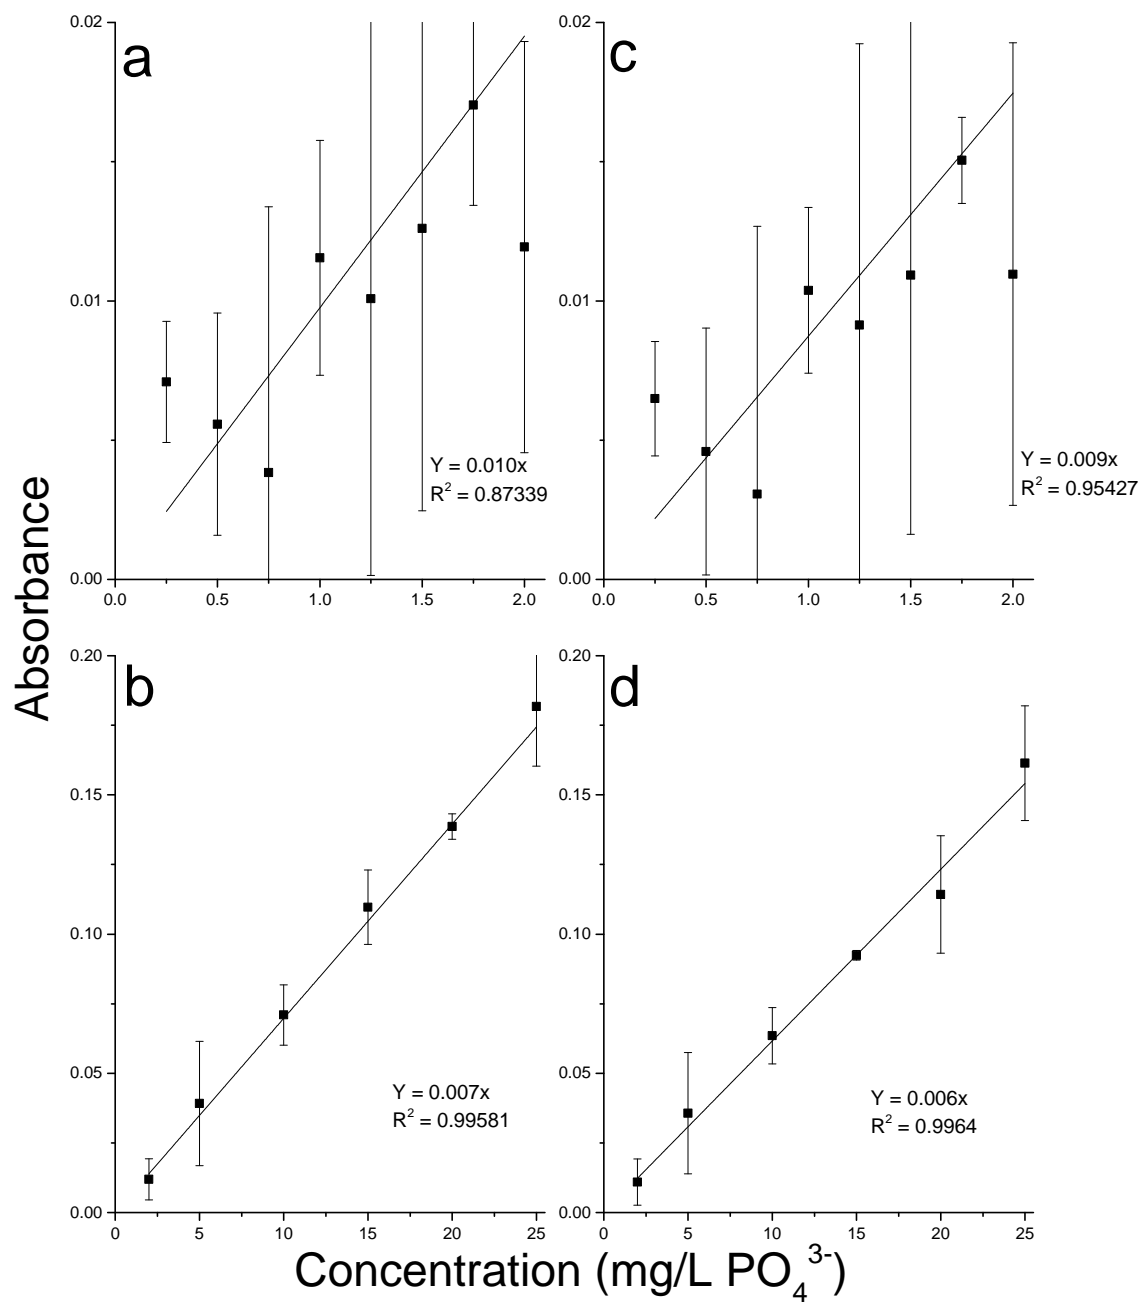 Absorbance
a
0.02
0.01
0.00
0.0 0.5 1.0 1.5 2.0
Y = 0.010x
R² = 0.87339
c
0.02
0.01
0.00
0.0 0.5 1.0 1.5 2.0
Y = 0.009x
R² = 0.95427
b
0.20
0.15
0.10
0.05
0.00
0 5 10 15 20 25
Y = 0.007x
R² = 0.99581
d
0.20
0.15
0.10
0.05
0.00
0 5 10 15 20 25
Y = 0.006x
R² = 0.9964
Concentration (mg/L PO₄³⁻)